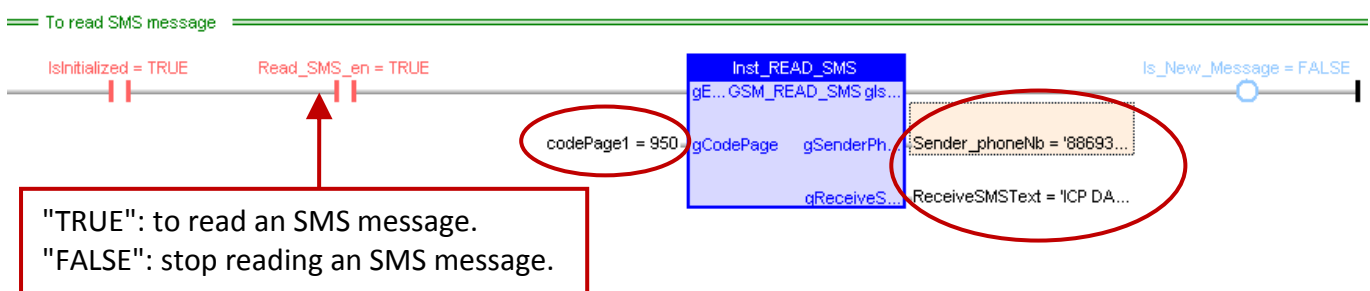 To read SMS message
IsInitialized = TRUE
Read_SMS_en = TRUE
Inst_READ_SMS
Is_New_Message = FALSE
gE... GSM_READ_SMS gIs...
codePage1 = 950
gCodePage
gSenderPh...
Sender_phoneNb = '88693...
gReceiveS...
ReceiveSMSText = 'ICP DA...
"TRUE": to read an SMS message.
"FALSE": stop reading an SMS message.